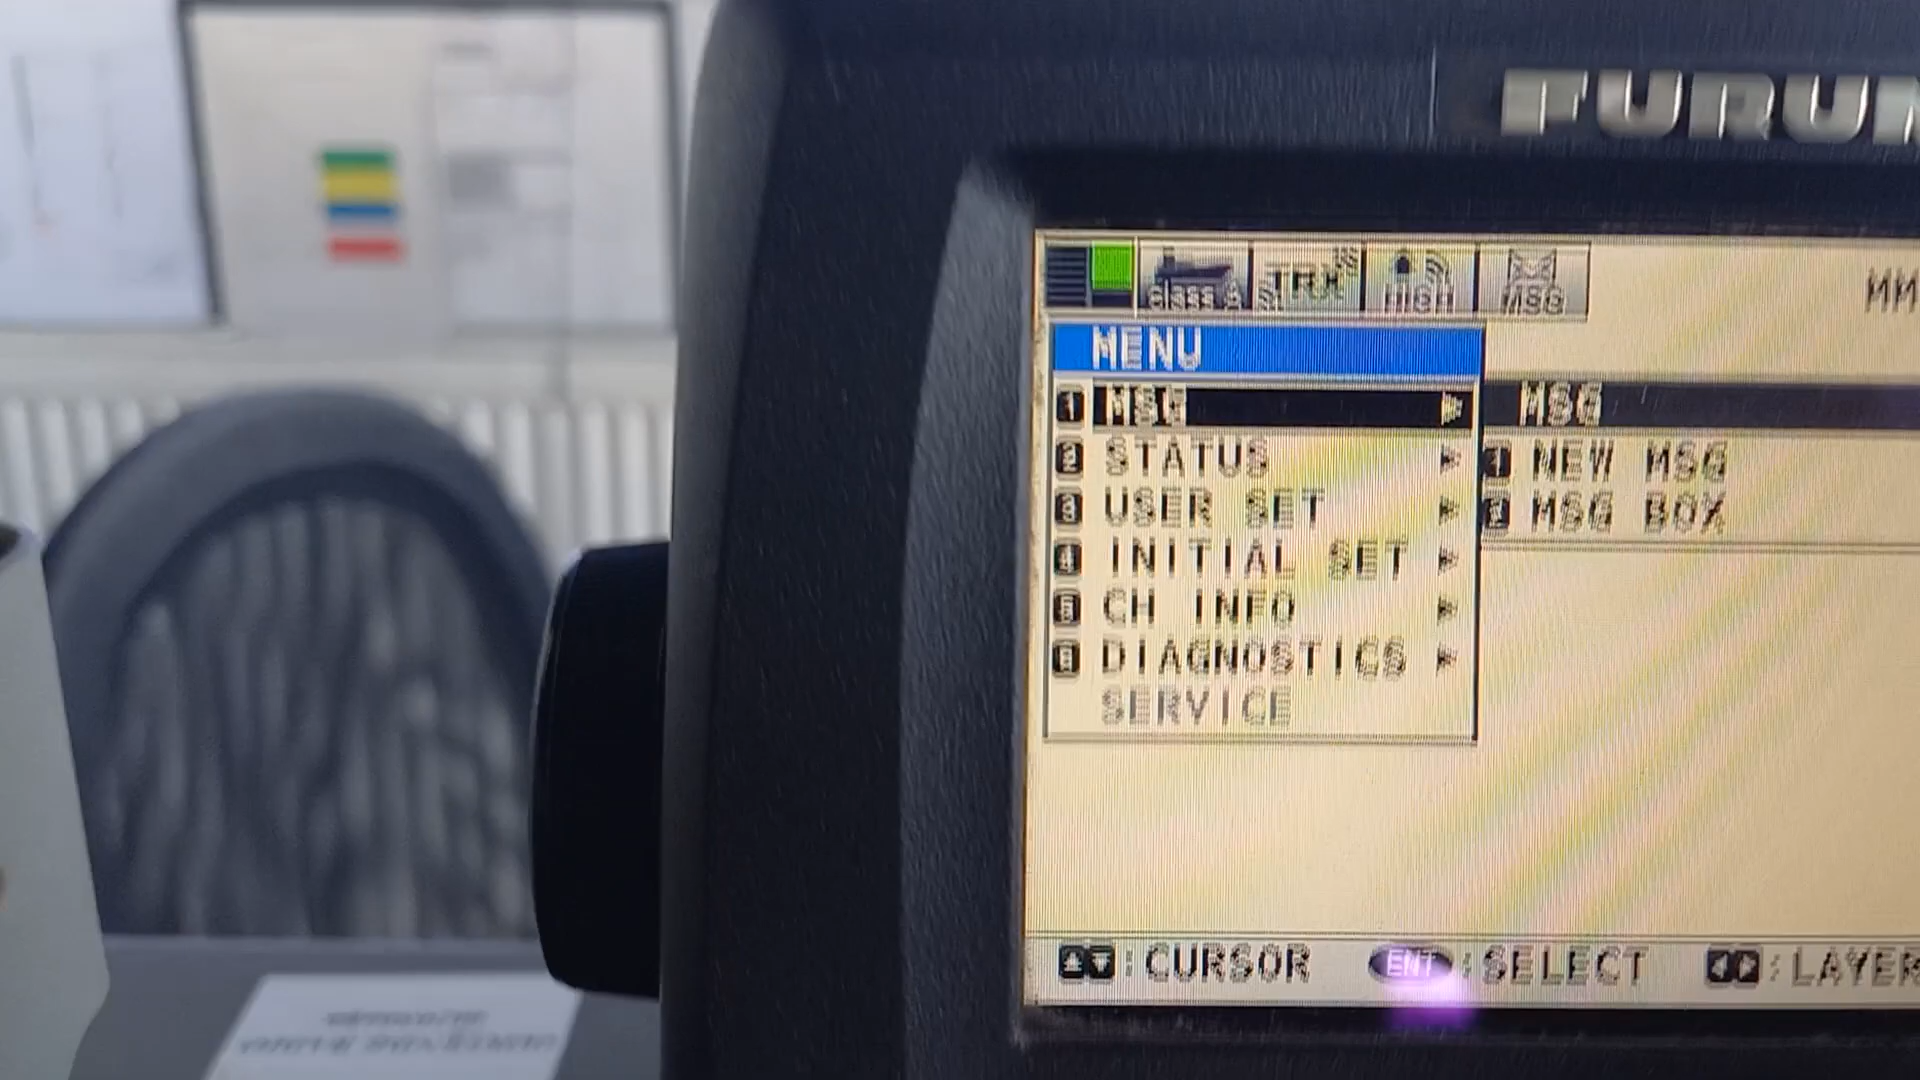 FURUN
TRX HIGH MSG
MM
MENU
1 MSG
2 STATUS
3 USER SET
4 INITIAL SET
5 CH INFO
6 DIAGNOSTICS
SERVICE
MSG
1 NEW MSG
2 MSG BOX
: CURSOR ENT : SELECT : LAYER